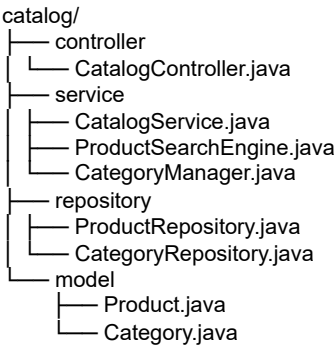 catalog/
├── controller
│ └── CatalogController.java
├── service
│ ├── CatalogService.java
│ ├── ProductSearchEngine.java
│ └── CategoryManager.java
├── repository
│ ├── ProductRepository.java
│ └── CategoryRepository.java
└── model
├── Product.java
└── Category.java